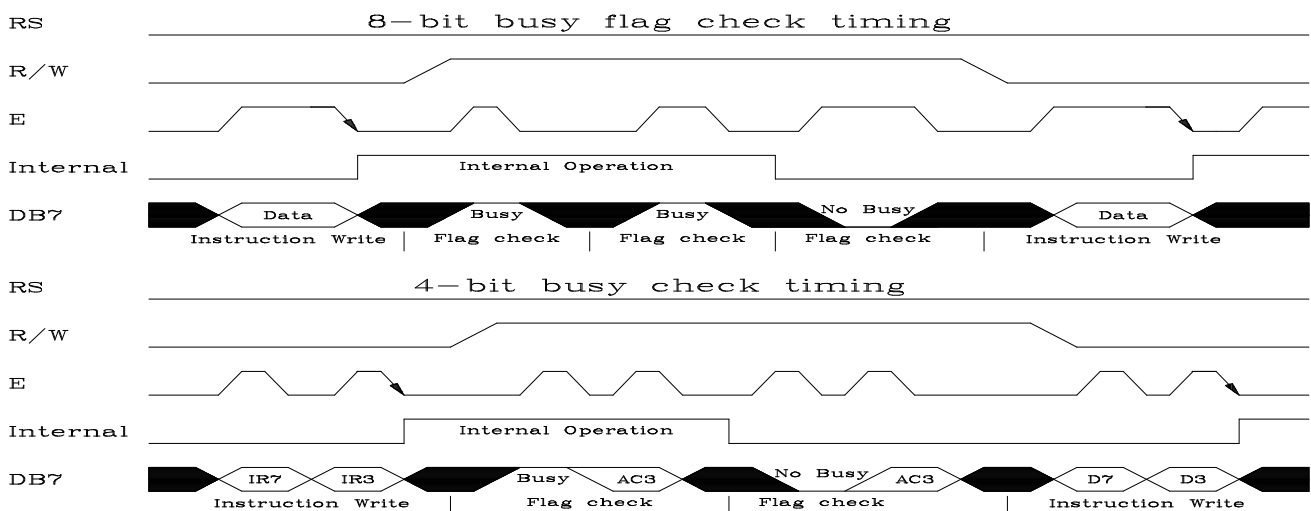 RS 8-bit busy flag check timing
R/W
E
Internal Internal Operation
DB7 Data Busy Busy No Busy Data
Instruction Write Flag check Flag check Flag check Instruction Write
RS 4-bit busy check timing
R/W
E
Internal Internal Operation
DB7 IR7 IR3 Busy AC3 No Busy AC3 D7 D3
Instruction Write Flag check Flag check Instruction Write